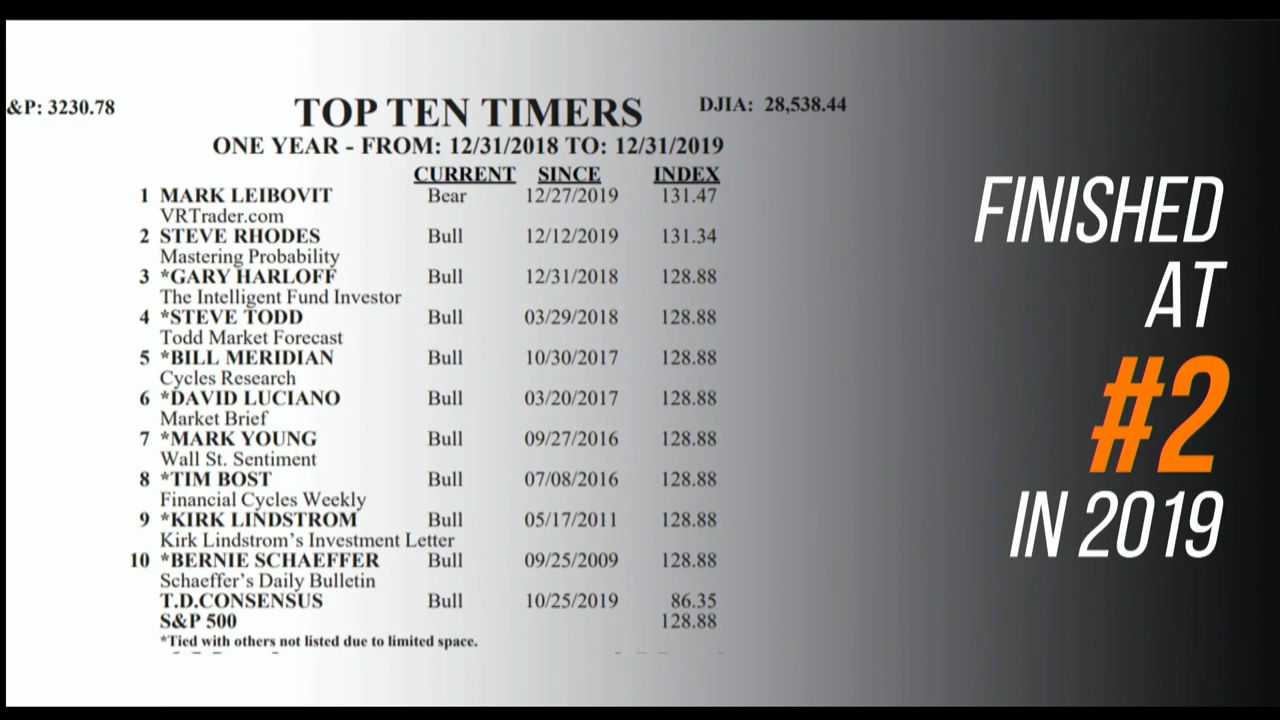 &P: 3230.78
TOP TEN TIMERS
DJIA: 28,538.44
ONE YEAR - FROM: 12/31/2018 TO: 12/31/2019
CURRENT SINCE INDEX
1 MARK LEIBOVIT Bear 12/27/2019 131.47
VRTrader.com
2 STEVE RHODES Bull 12/12/2019 131.34
Mastering Probability
3 *GARY HARLOFF Bull 12/31/2018 128.88
The Intelligent Fund Investor
4 *STEVE TODD Bull 03/29/2018 128.88
Todd Market Forecast
5 *BILL MERIDIAN Bull 10/30/2017 128.88
Cycles Research
6 *DAVID LUCIANO Bull 03/20/2017 128.88
Market Brief
7 *MARK YOUNG Bull 09/27/2016 128.88
Wall St. Sentiment
8 *TIM BOST Bull 07/08/2016 128.88
Financial Cycles Weekly
9 *KIRK LINDSTROM Bull 05/17/2011 128.88
Kirk Lindstrom's Investment Letter
10 *BERNIE SCHAEFFER Bull 09/25/2009 128.88
Schaeffer's Daily Bulletin
T.D.CONSENSUS Bull 10/25/2019 86.35
S&P 500 128.88
*Tied with others not listed due to limited space.
FINISHED
AT
#2
IN 2019